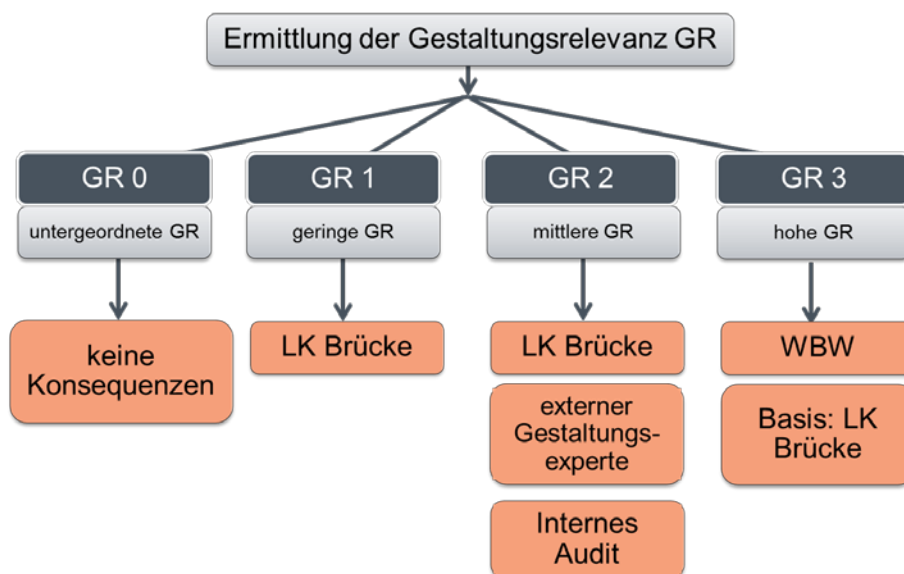 Ermittlung der Gestaltungsrelevanz GR
GR 0
untergeordnete GR
keine
Konsequenzen
GR 1
geringe GR
LK Brücke
GR 2
mittlere GR
LK Brücke
externer
Gestaltungs-
experte
Internes
Audit
GR 3
hohe GR
WBW
Basis: LK
Brücke